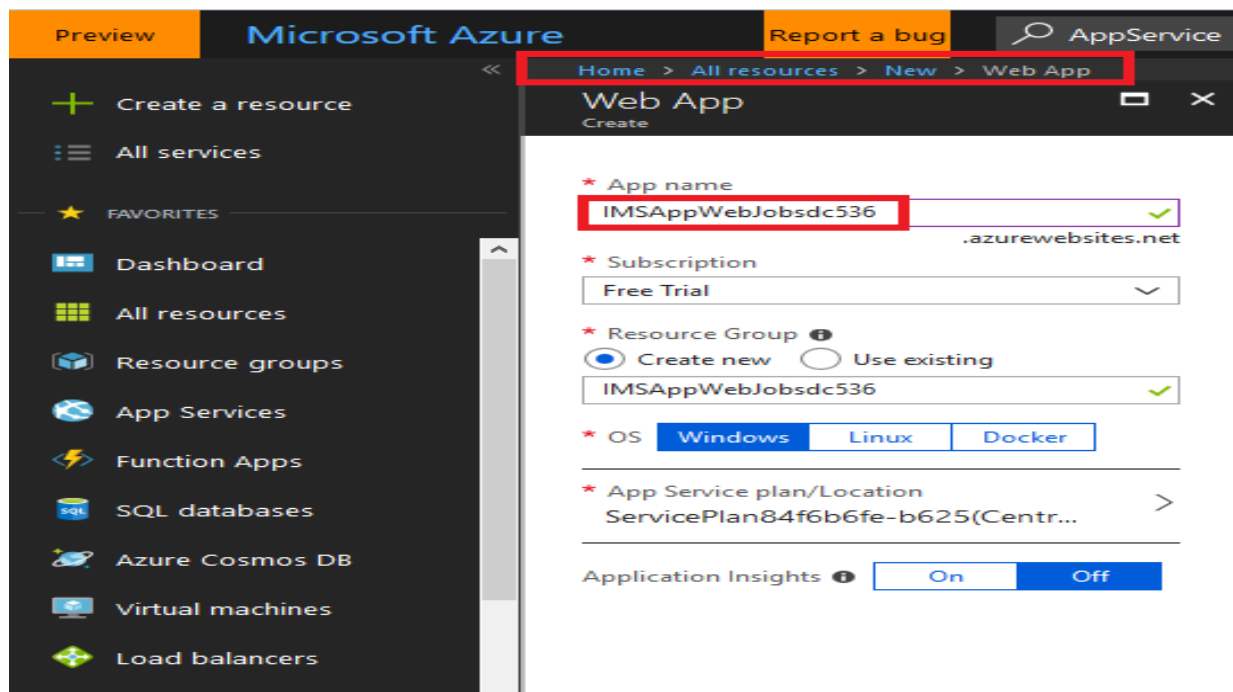 Preview
Microsoft Azure
Report a bug
AppService
Home > All resources > New > Web App
Create a resource
All services
FAVORITES
Dashboard
All resources
Resource groups
App Services
Function Apps
SQL
SQL databases
Azure Cosmos DB
Virtual machines
Load balancers
Web App
Create
* App name
IMSAppWebJobsdc536
.azurewebsites.net
* Subscription
Free Trial
* Resource Group
Create new Use existing
IMSAppWebJobsdc536
* OS Windows Linux Docker
* App Service plan/Location
ServicePlan84f6b6fe-b625(Centr...
Application Insights On Off